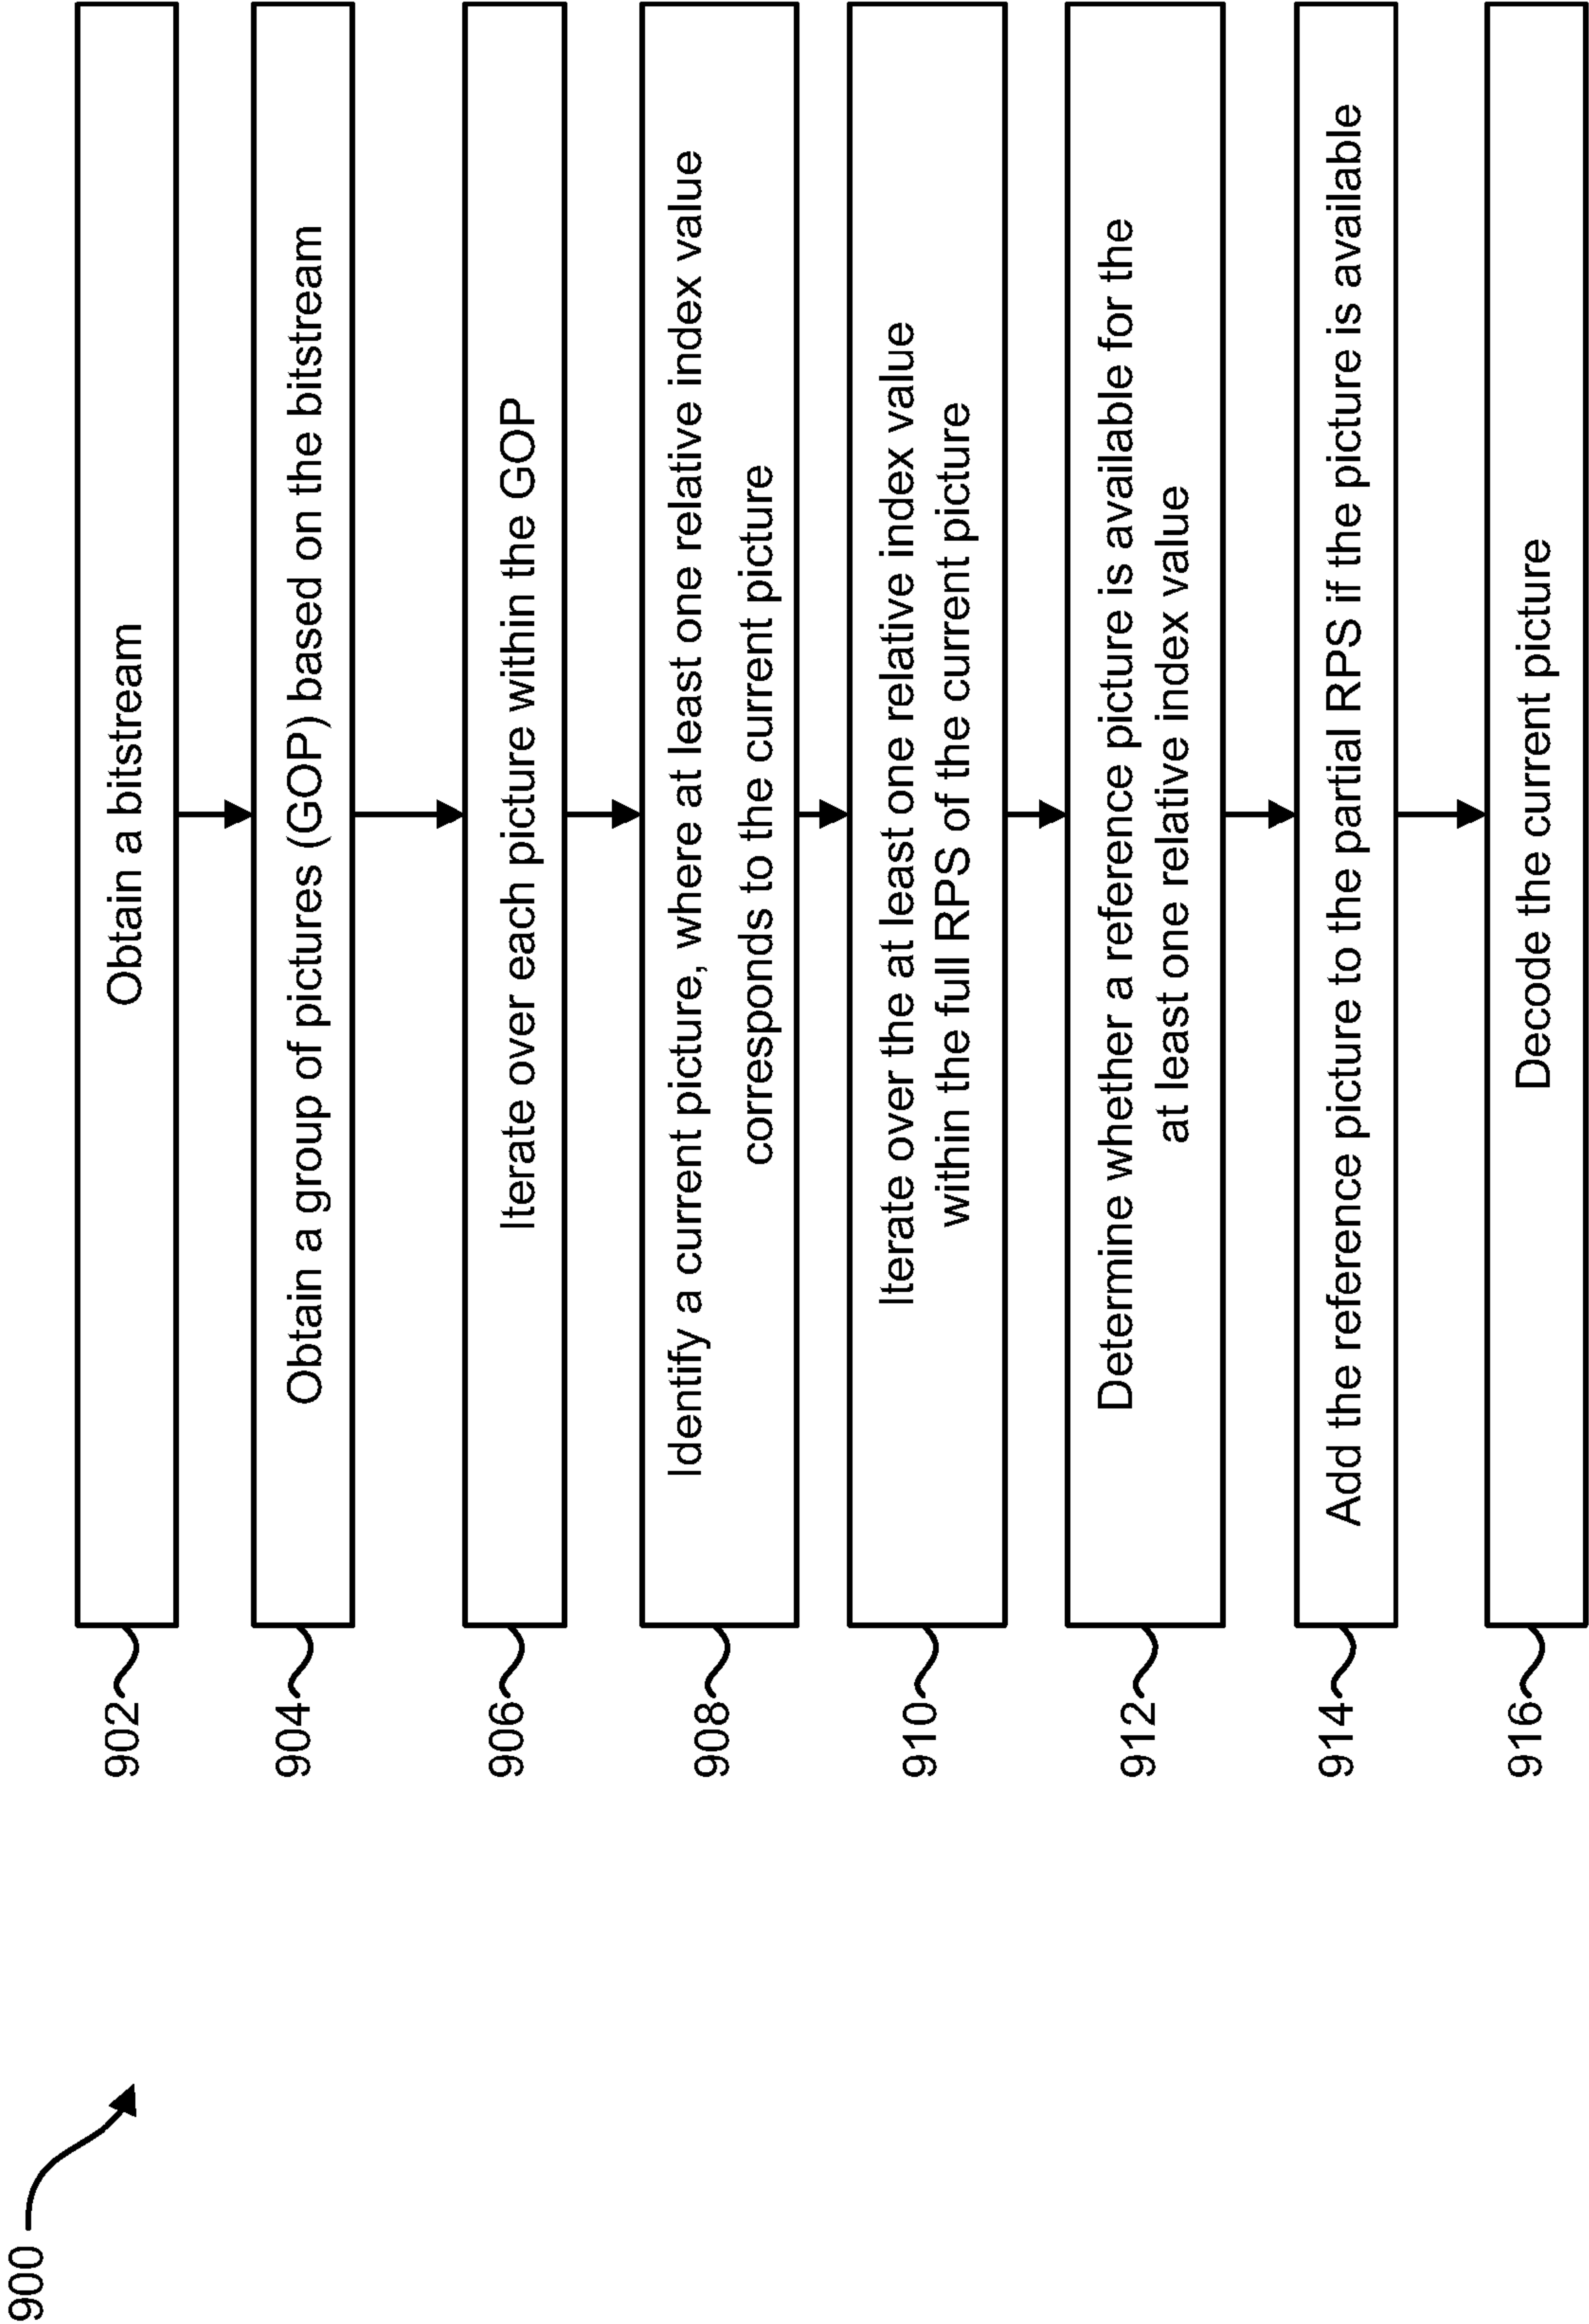 900
902
Obtain a bitstream
904
Obtain a group of pictures (GOP) based on the bitstream
906
Iterate over each picture within the GOP
908
Identify a current picture, where at least one relative index value
corresponds to the current picture
910
Iterate over the at least one relative index value
within the full RPS of the current picture
912
Determine whether a reference picture is available for the
at least one relative index value
914
Add the reference picture to the partial RPS if the picture is available
916
Decode the current picture